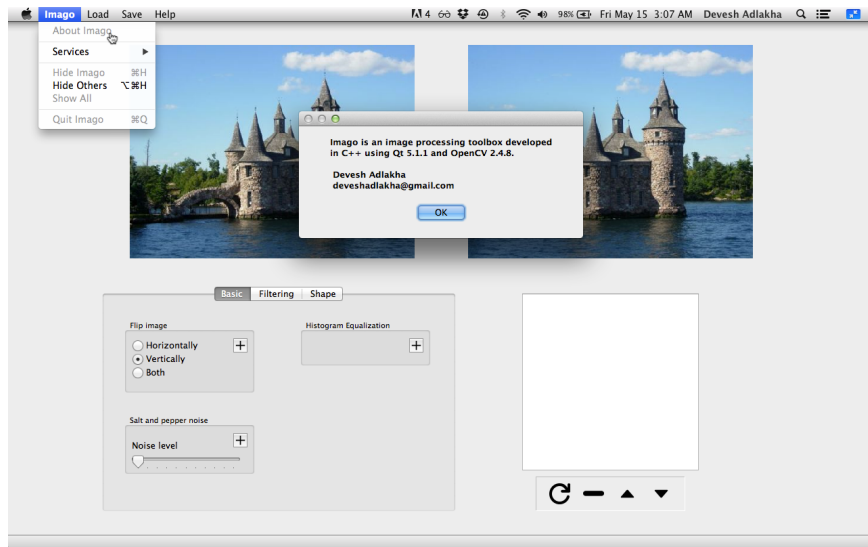 Imago Load Save Help 4 98% Fri May 15 3:07 AM Devesh Adlakha
About Imago
Services
Hide Imago ⌘H
Hide Others ⌥⌘H
Show All
Quit Imago ⌘Q
Imago is an image processing toolbox developed
in C++ using Qt 5.1.1 and OpenCV 2.4.8.
Devesh Adlakha
deveshadlakha@gmail.com
OK
Basic Filtering Shape
Flip image
Horizontally
Vertically
Both
Histogram Equalization
Salt and pepper noise
Noise level